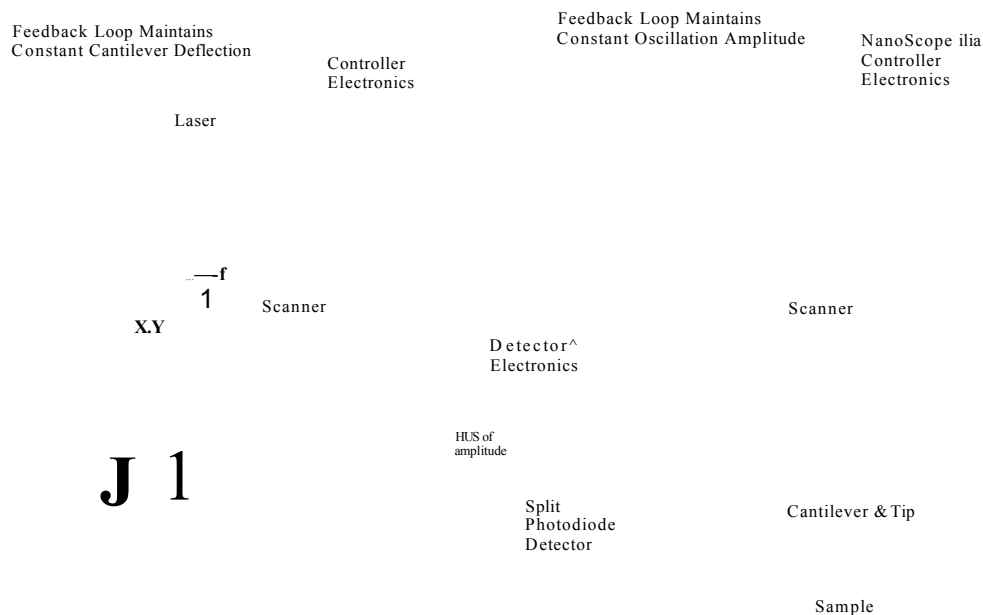 Feedback Loop Maintains
Constant Cantilever Deflection
Controller
Electronics
Laser
Feedback Loop Maintains
Constant Oscillation Amplitude
NanoScope ilia
Controller
Electronics
...—-f
1
X.Y
Scanner
Scanner
Detector^
Electronics
HUS of
amplitude
J 1
Split
Photodiode
Detector
Cantilever & Tip
Sample